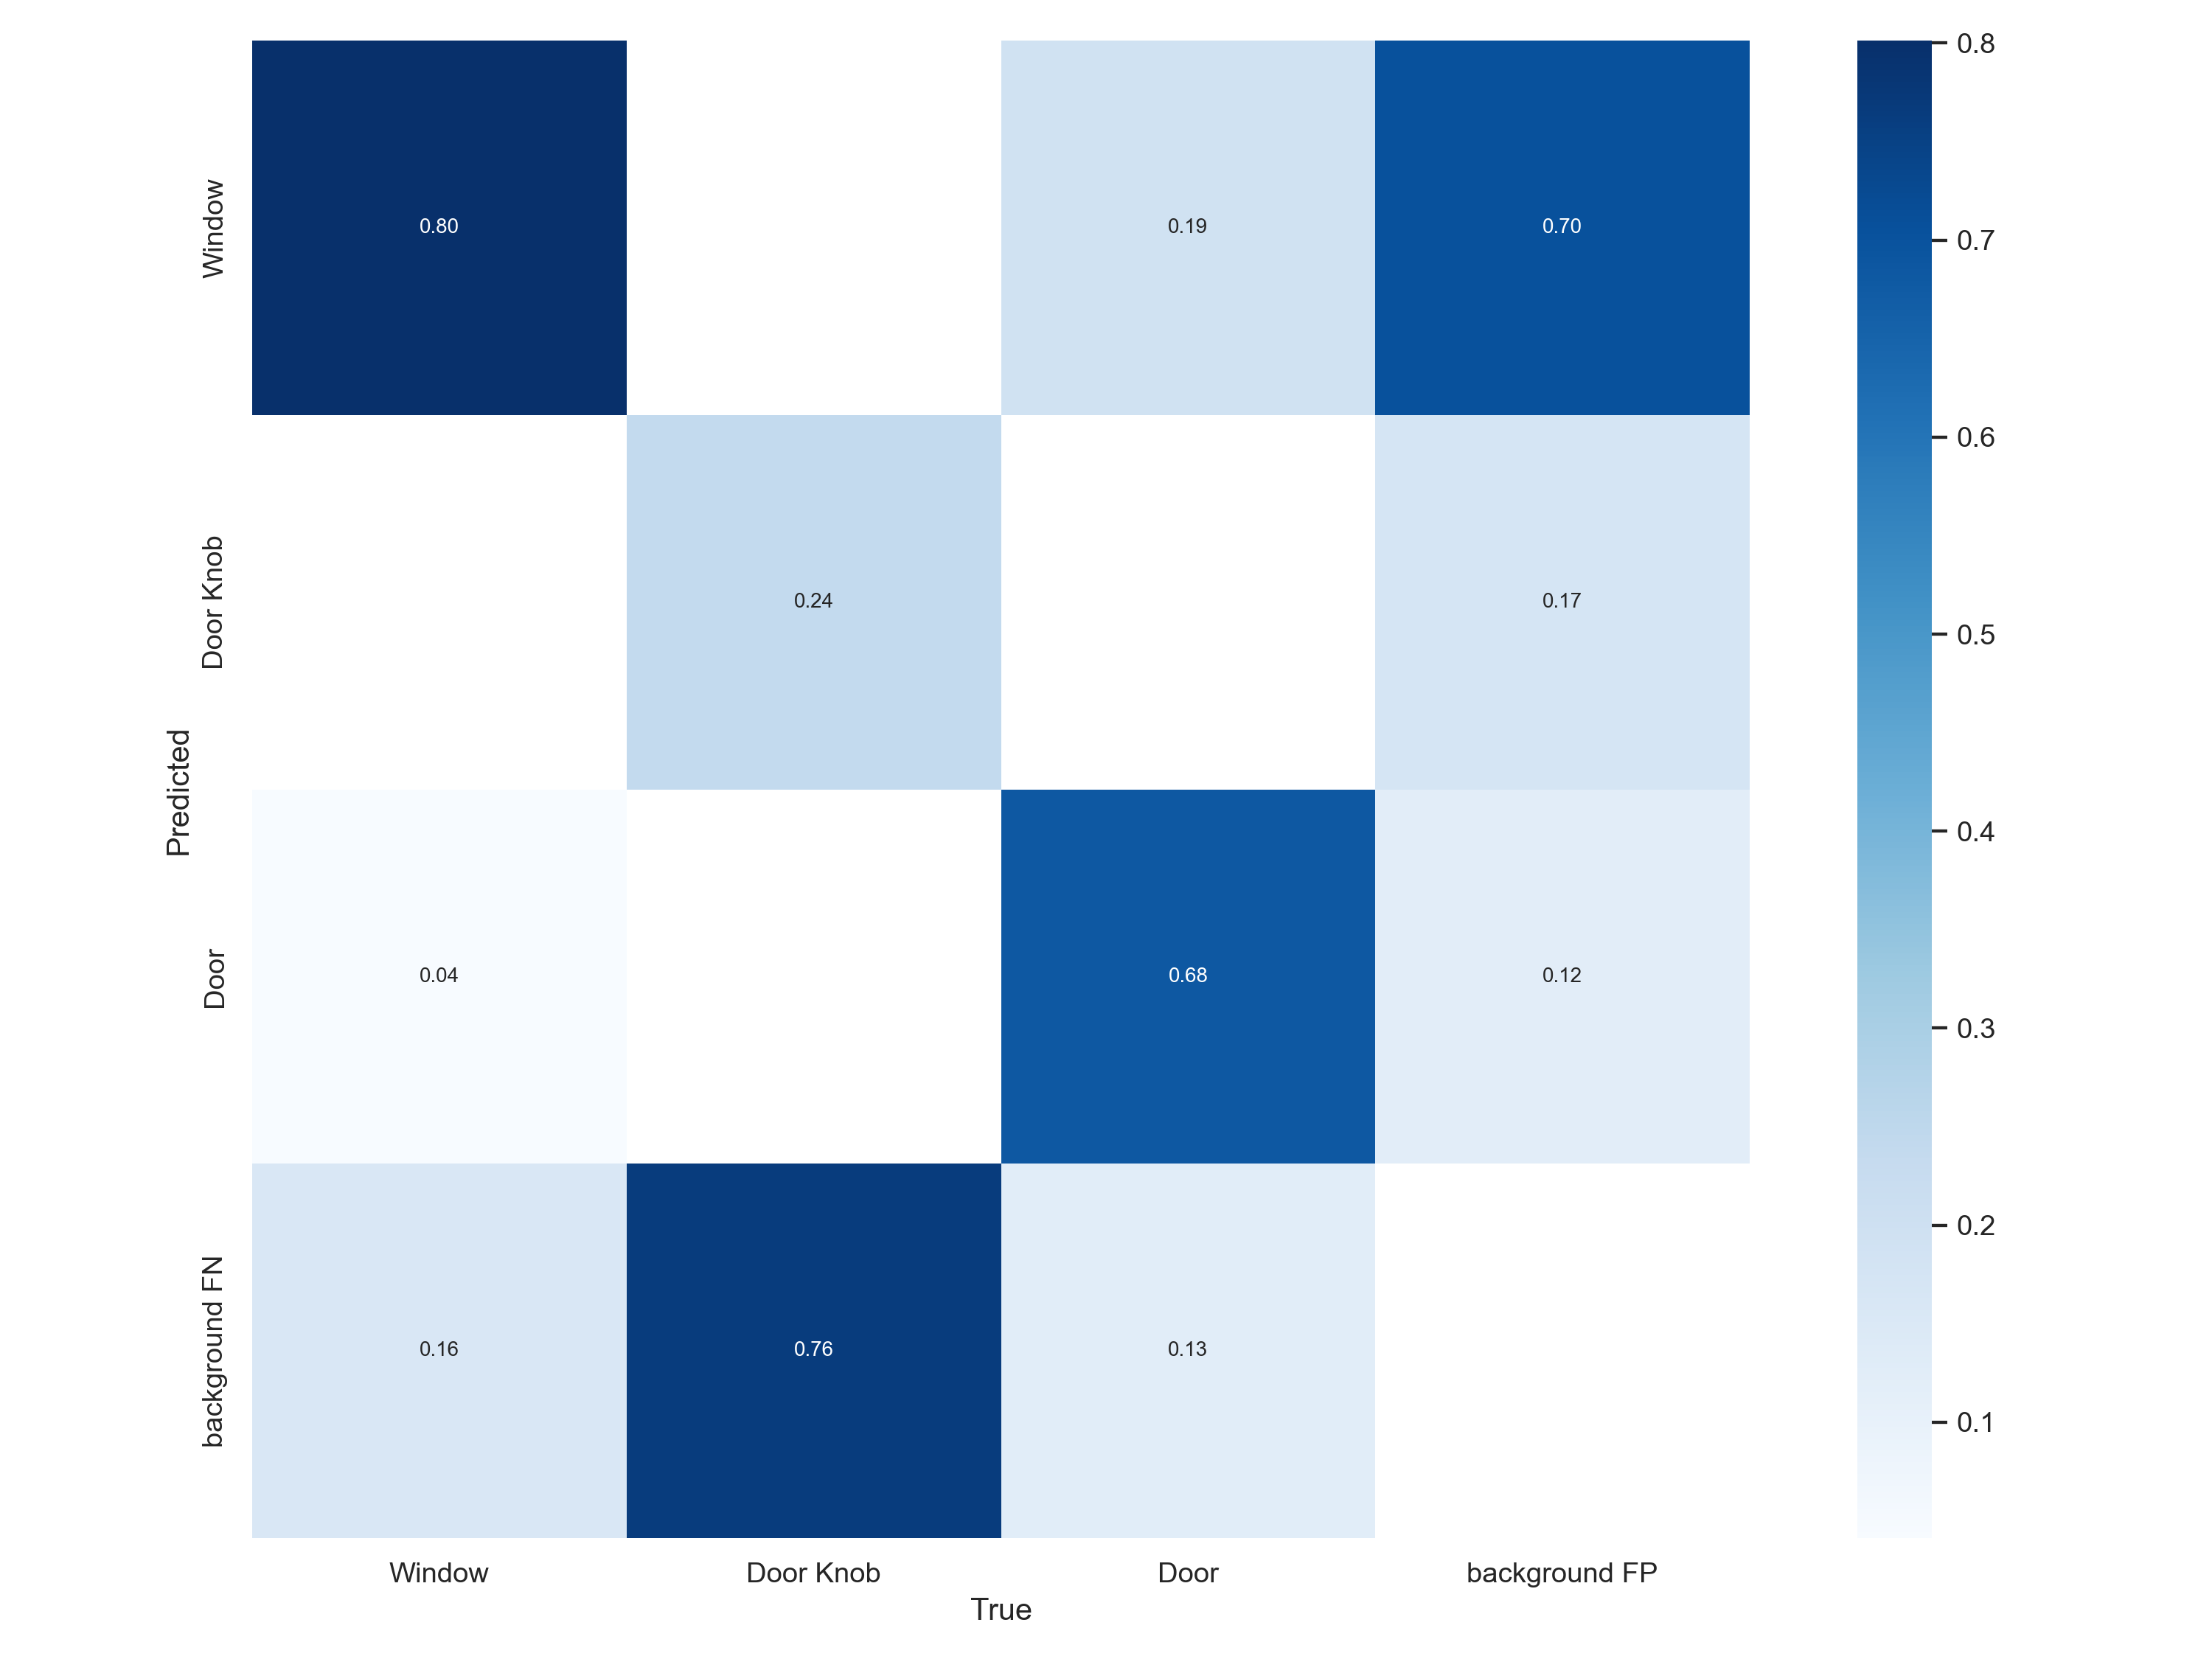 Predicted
Window
0.80
0.19
0.70
Door Knob
0.24
0.17
Door
0.04
0.68
0.12
background FN
0.16
0.76
0.13
Window
Door Knob
Door
background FP
True
0.8
0.7
0.6
0.5
0.4
0.3
0.2
0.1